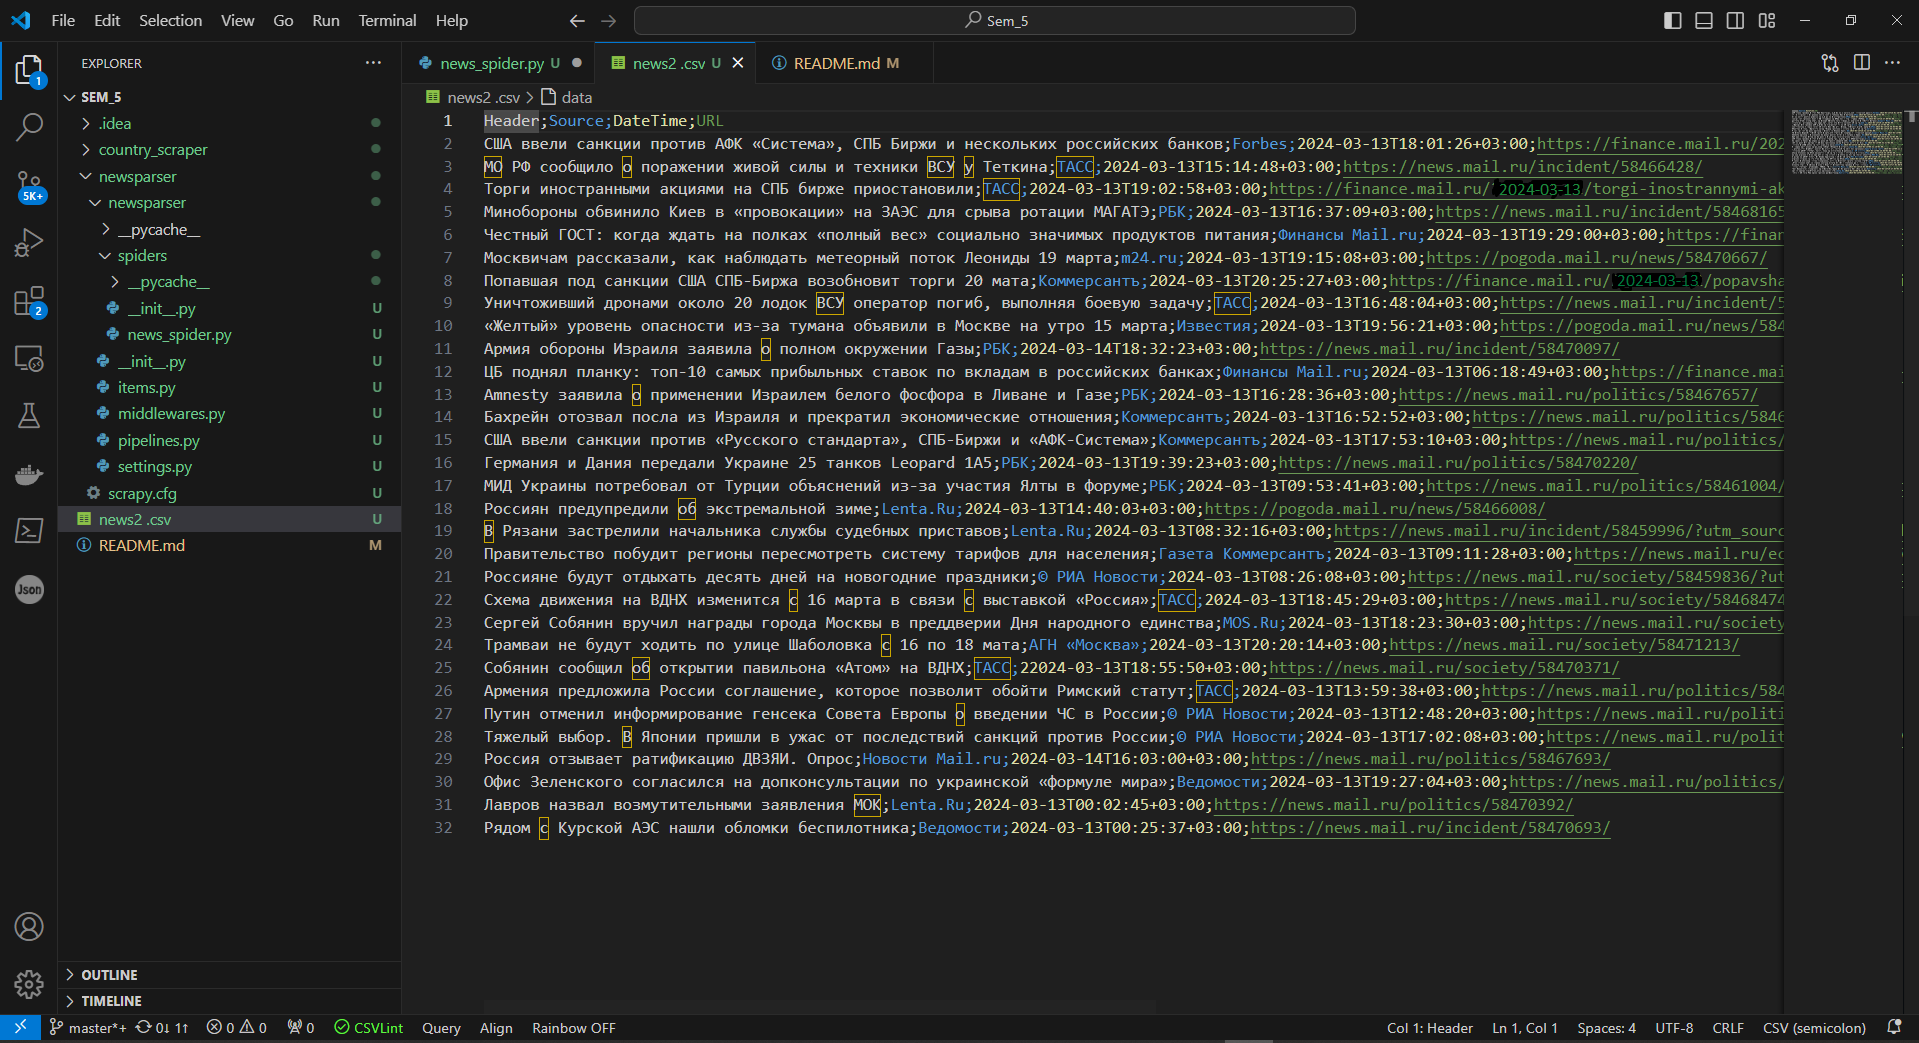 File Edit Selection View Go Run Terminal Help
Sem_5
EXPLORER
SEM_5
.idea
country_scraper
newsparser
newsparser
__pycache__
spiders
__pycache__
__init__.py U
news_spider.py U
__init__.py U
items.py U
middlewares.py U
pipelines.py U
settings.py U
scrapy.cfg U
news2 .csv U
README.md M
OUTLINE
TIMELINE
1
5K+
2
Json
news_spider.py U
news2 .csv U
README.md M
news2 .csv > data
1 Header;Source;DateTime;URL
2 США ввели санкции против АФК «Система», СПБ Биржи и нескольких российских банков;Forbes;2024-03-13T18:01:26+03:00;https://finance.mail.ru/202
3 МО РФ сообщило о поражении живой силы и техники ВСУ у Теткина;ТАСС;2024-03-13T15:14:48+03:00;https://news.mail.ru/incident/58466428/
4 Торги иностранными акциями на СПБ бирже приостановили;ТАСС;2024-03-13T19:02:58+03:00;https://finance.mail.ru/2024-03-13/torgi-inostrannymi-ak
5 Минобороны обвинило Киев в «провокации» на ЗАЭС для срыва ротации МАГАТЭ;РБК;2024-03-13T16:37:09+03:00;https://news.mail.ru/incident/58468165
6 Честный ГОСТ: когда ждать на полках «полный вес» социально значимых продуктов питания;Финансы Mail.ru;2024-03-13T19:29:00+03:00;https://finan
7 Москвичам рассказали, как наблюдать метеорный поток Леониды 19 марта;m24.ru;2024-03-13T19:15:08+03:00;https://pogoda.mail.ru/news/58470667/
8 Попавшая под санкции США СПБ-Биржа возобновит торги 20 мата;Коммерсантъ;2024-03-13T20:25:27+03:00;https://finance.mail.ru/2024-03-13/popavsha
9 Уничтоживший дронами около 20 лодок ВСУ оператор погиб, выполняя боевую задачу;ТАСС;2024-03-13T16:48:04+03:00;https://news.mail.ru/incident/5
10 «Желтый» уровень опасности из-за тумана объявили в Москве на утро 15 марта;Известия;2024-03-13T19:56:21+03:00;https://pogoda.mail.ru/news/584
11 Армия обороны Израиля заявила о полном окружении Газы;РБК;2024-03-14T18:32:23+03:00;https://news.mail.ru/incident/58470097/
12 ЦБ поднял планку: топ-10 самых прибыльных ставок по вкладам в российских банках;Финансы Mail.ru;2024-03-13T06:18:49+03:00;https://finance.mai
13 Amnesty заявила о применении Израилем белого фосфора в Ливане и Газе;РБК;2024-03-13T16:28:36+03:00;https://news.mail.ru/politics/58467657/
14 Бахрейн отозвал посла из Израиля и прекратил экономические отношения;Коммерсантъ;2024-03-13T16:52:52+03:00;https://news.mail.ru/politics/5846
15 США ввели санкции против «Русского стандарта», СПБ-Биржи и «АФК-Система»;Коммерсантъ;2024-03-13T17:53:10+03:00;https://news.mail.ru/politics/
16 Германия и Дания передали Украине 25 танков Leopard 1A5;РБК;2024-03-13T19:39:23+03:00;https://news.mail.ru/politics/58470220/
17 МИД Украины потребовал от Турции объяснений из-за участия Ялты в форуме;РБК;2024-03-13T09:53:41+03:00;https://news.mail.ru/politics/58461004/
18 Россиян предупредили об экстремальной зиме;Lenta.Ru;2024-03-13T14:40:03+03:00;https://pogoda.mail.ru/news/58466008/
19 В Рязани застрелили начальника службы судебных приставов;Lenta.Ru;2024-03-13T08:32:16+03:00;https://news.mail.ru/incident/58459996/?utm_sourc
20 Правительство побудит регионы пересмотреть систему тарифов для населения;Газета Коммерсантъ;2024-03-13T09:11:28+03:00;https://news.mail.ru/ec
21 Россияне будут отдыхать десять дней на новогодние праздники;© РИА Новости;2024-03-13T08:26:08+03:00;https://news.mail.ru/society/58459836/?ut
22 Схема движения на ВДНХ изменится с 16 марта в связи с выставкой «Россия»;ТАСС;2024-03-13T18:45:29+03:00;https://news.mail.ru/society/58468474
23 Сергей Собянин вручил награды города Москвы в преддверии Дня народного единства;MOS.Ru;2024-03-13T18:23:30+03:00;https://news.mail.ru/society
24 Трамваи не будут ходить по улице Шаболовка с 16 по 18 мата;АГН «Москва»;2024-03-13T20:20:14+03:00;https://news.mail.ru/society/58471213/
25 Собянин сообщил об открытии павильона «Атом» на ВДНХ;ТАСС;22024-03-13T18:55:50+03:00;https://news.mail.ru/society/58470371/
26 Армения предложила России соглашение, которое позволит обойти Римский статут;ТАСС;2024-03-13T13:59:38+03:00;https://news.mail.ru/politics/584
27 Путин отменил информирование генсека Совета Европы о введении ЧС в России;© РИА Новости;2024-03-13T12:48:20+03:00;https://news.mail.ru/politi
28 Тяжелый выбор. В Японии пришли в ужас от последствий санкций против России;© РИА Новости;2024-03-13T17:02:08+03:00;https://news.mail.ru/polit
29 Россия отзывает ратификацию ДВЗЯИ. Опрос;Новости Mail.ru;2024-03-14T16:03:00+03:00;https://news.mail.ru/politics/58467693/
30 Офис Зеленского согласился на допконсультации по украинской «формуле мира»;Ведомости;2024-03-13T19:27:04+03:00;https://news.mail.ru/politics/
31 Лавров назвал возмутительными заявления МОК;Lenta.Ru;2024-03-13T00:02:45+03:00;https://news.mail.ru/politics/58470392/
32 Рядом с Курской АЭС нашли обломки беспилотника;Ведомости;2024-03-13T00:25:37+03:00;https://news.mail.ru/incident/58470693/
master*+ 0↓ 1↑ 0 0 0 CSVLint Query Align Rainbow OFF
Col 1: Header Ln 1, Col 1 Spaces: 4 UTF-8 CRLF CSV (semicolon)